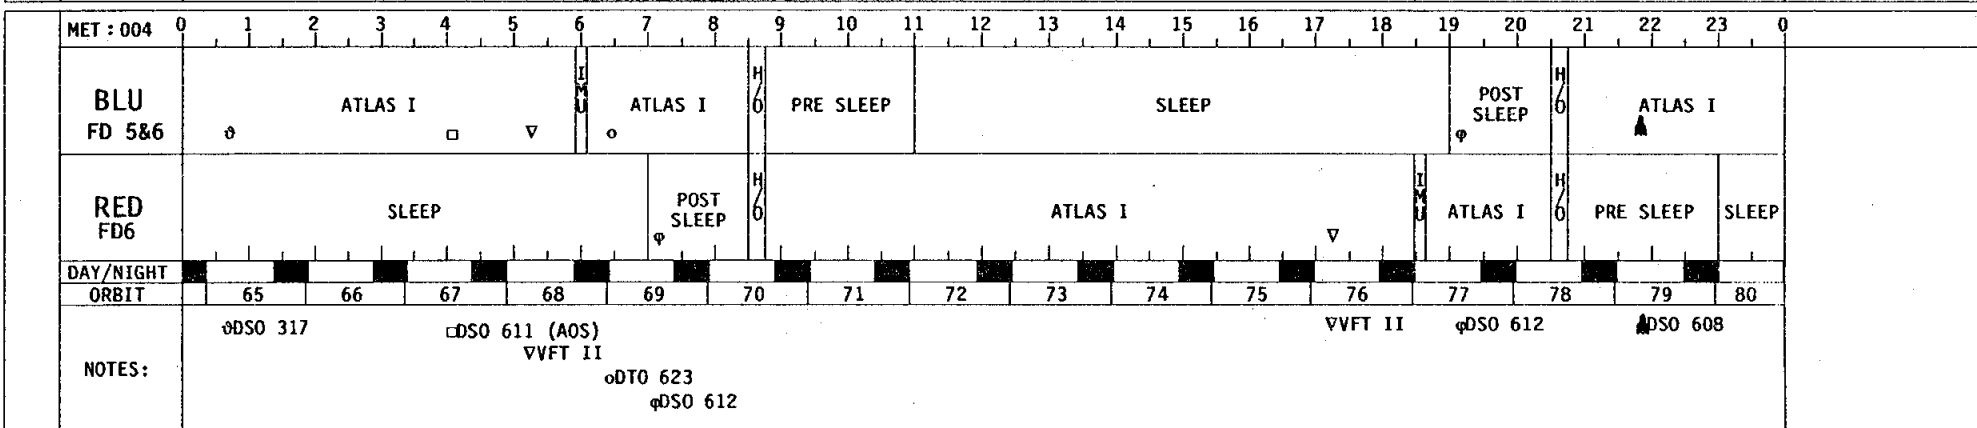 MET : 004 0 1 2 3 4 5 6 7 8 9 10 11 12 13 14 15 16 17 18 19 20 21 22 23 0
BLU
FD 5&6
ATLAS I IMU ATLAS I H/O PRE SLEEP SLEEP POST SLEEP H/O ATLAS I
ϑ □ ∇ o φ
RED
FD6
SLEEP POST SLEEP H/O ATLAS I IMU ATLAS I H/O PRE SLEEP SLEEP
φ ∇
DAY/NIGHT
ORBIT 65 66 67 68 69 70 71 72 73 74 75 76 77 78 79 80
NOTES:
ϑDSO 317 □DSO 611 (AOS) ∇VFT II φDSO 612 DSO 608
∇VFT II
oDTO 623
φDSO 612